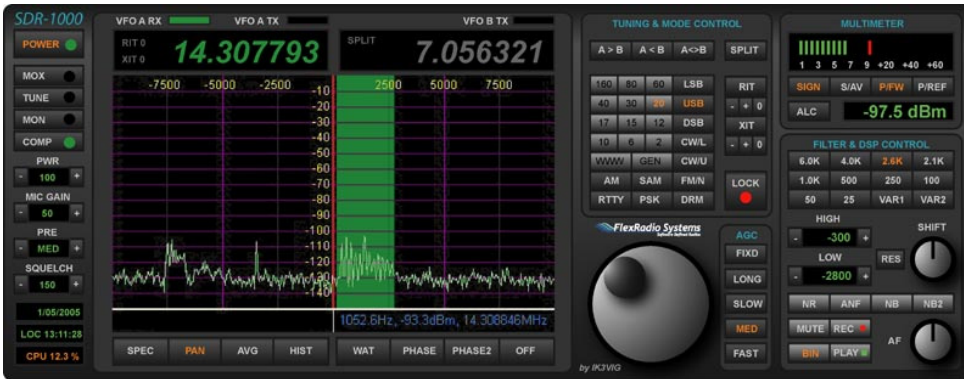 SDR-1000
POWER
MOX
TUNE
MON
COMP
PWR
- 100 +
MIC GAIN
- 50 +
PRE
- MED +
SQUELCH
- 150 +
1/05/2005
LOC 13:11:28
CPU 12.3 %
VFO A RX VFO A TX VFO B TX
RIT 0
XIT 0
14.307793
SPLIT
7.056321
-7500 -5000 -2500 2500 5000 7500
-10
-20
-30
-40
-50
-60
-70
-80
-90
-100
-110
-120
-130
-140
1052.6Hz, -93.3dBm, 14.308846MHz
SPEC PAN AVG HIST WAT PHASE PHASE2 OFF
TUNING & MODE CONTROL
A > B A < B A<>B SPLIT
160 80 60 LSB
40 30 20 USB
17 15 12 DSB
10 6 2 CW/L
WWW GEN CW/U
AM SAM FM/N
RTTY PSK DRM
RIT
- + 0
XIT
- + 0
LOCK
FlexRadio Systems
by IK3VIG
AGC
FIXD
LONG
SLOW
MED
FAST
MULTIMETER
1 3 5 7 9 +20 +40 +60
SIGN S/AV P/FW P/REF
ALC -97.5 dBm
FILTER & DSP CONTROL
6.0K 4.0K 2.6K 2.1K
1.0K 500 250 100
50 25 VAR1 VAR2
HIGH
- -300 +
LOW
- -2800 +
RES
SHIFT
NR ANF NB NB2
MUTE REC
BIN PLAY
AF